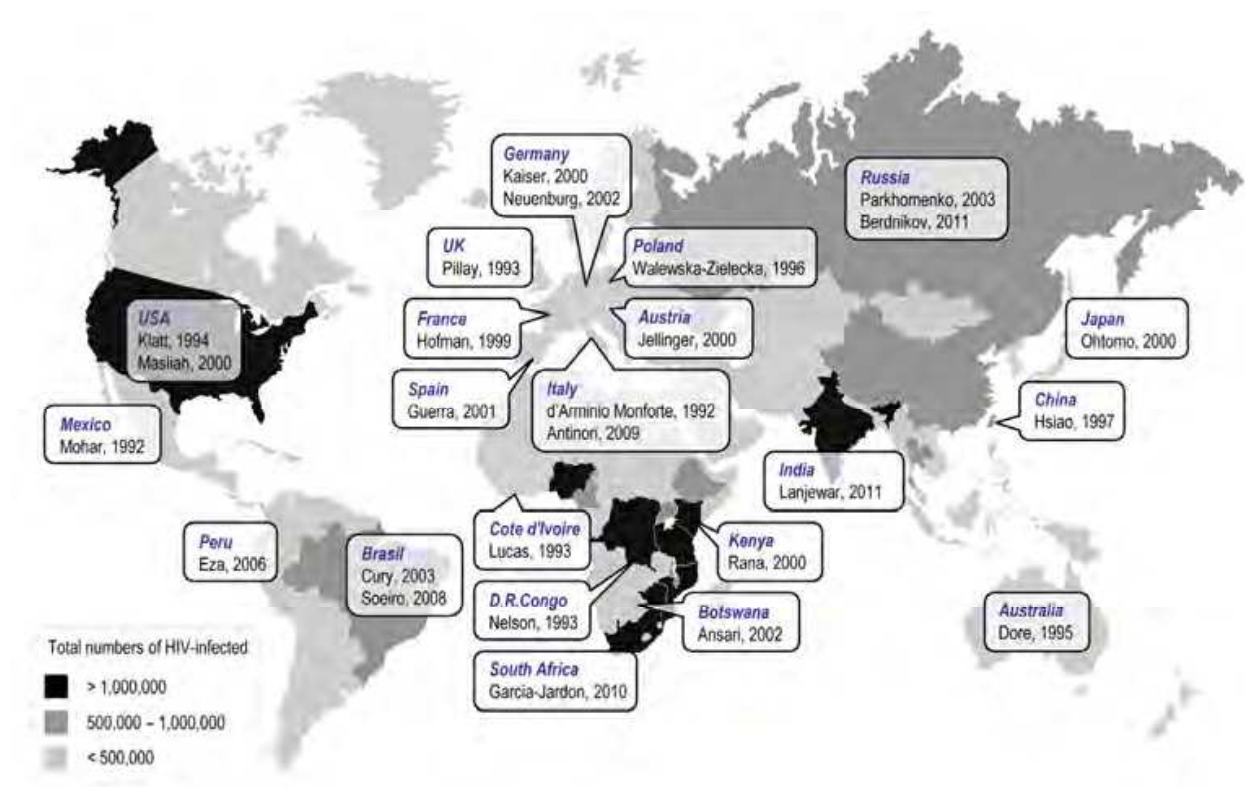 Germany
Kaiser, 2000
Neuenburg, 2002
Russia
Parkhomenko, 2003
Berdnikov, 2011
UK
Pillay, 1993
Poland
Walewska-Zielecka, 1996
USA
Klatt, 1994
Masliah, 2000
France
Hofman, 1999
Austria
Jellinger, 2000
Japan
Ohtomo, 2000
Spain
Guerra, 2001
Italy
d'Arminio Monforte, 1992
Antinori, 2009
China
Hsiao, 1997
Mexico
Mohar, 1992
India
Lanjewar, 2011
Peru
Eza, 2006
Brasil
Cury, 2003
Soeiro, 2008
Cote d'Ivoire
Lucas, 1993
Kenya
Rana, 2000
D.R.Congo
Nelson, 1993
Botswana
Ansari, 2002
Australia
Dore, 1995
South Africa
Garcia-Jardon, 2010
Total numbers of HIV-infected
> 1,000,000
500,000 – 1,000,000
< 500,000